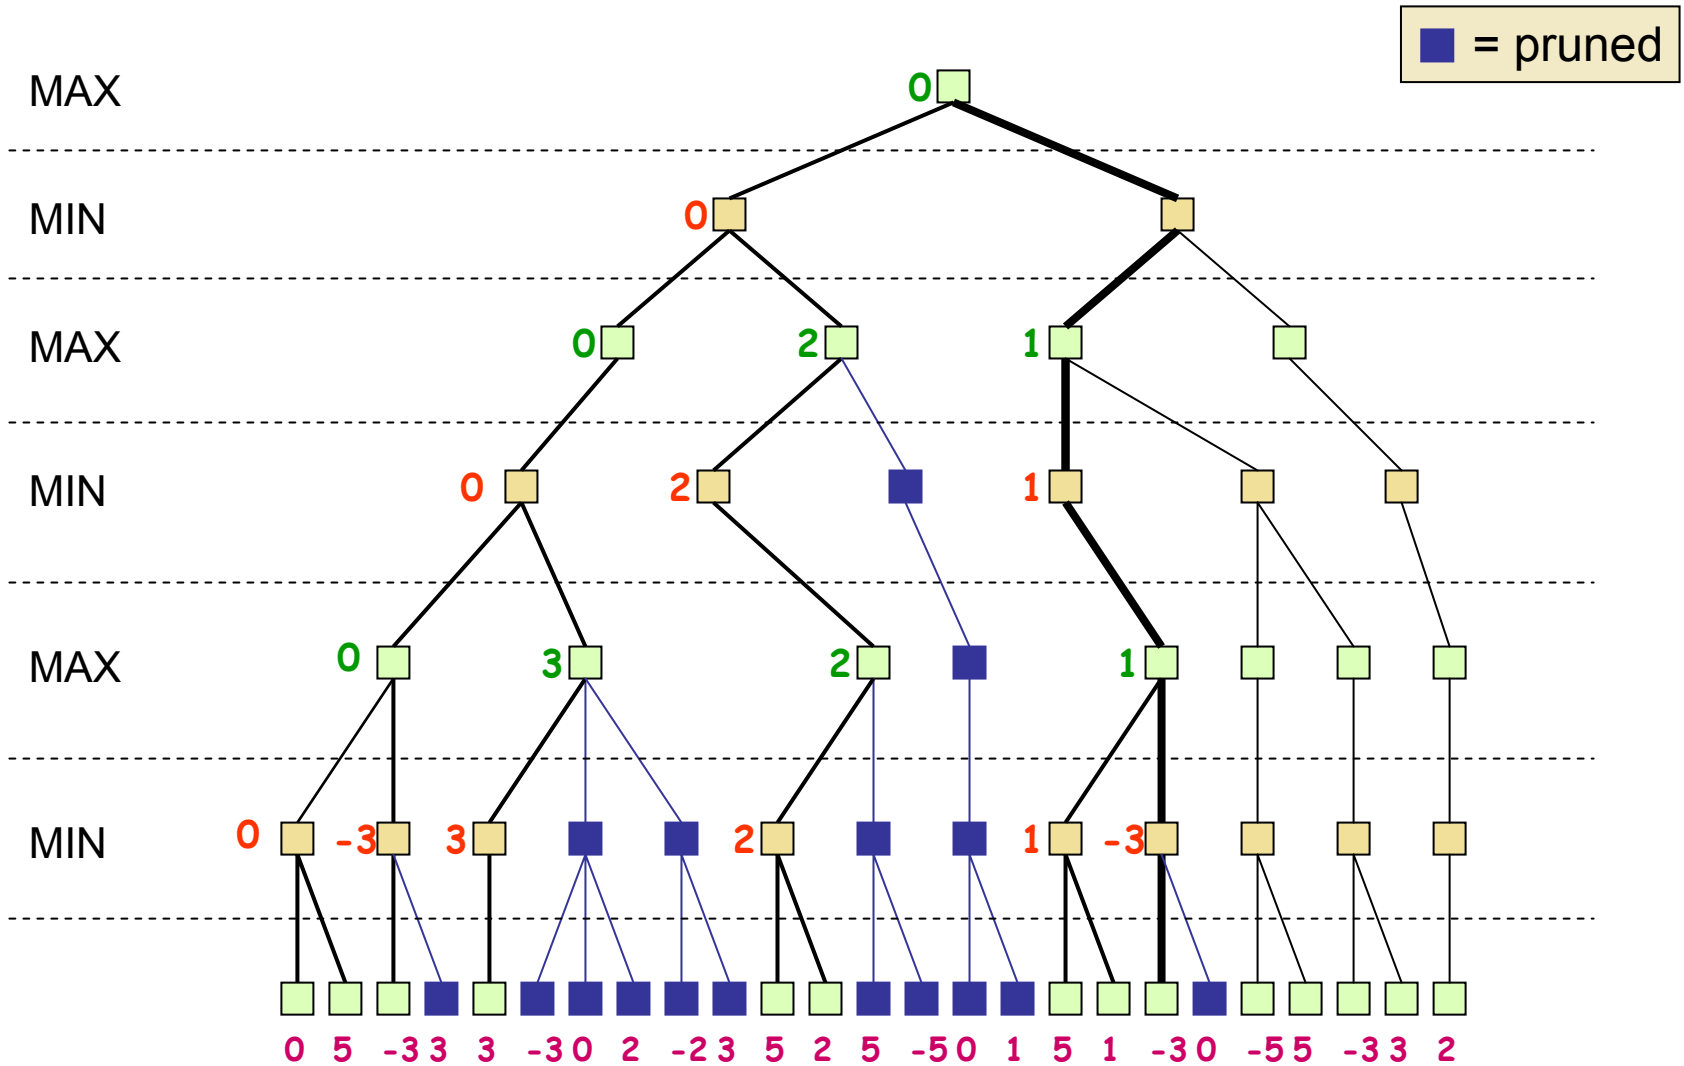 = pruned
MAX 0
MIN 0
MAX 0 2 1
MIN 0 2 1
MAX 0 3 2 1
MIN 0 -3 3 2 1 -3
0 5 -3 3 3 -3 0 2 -2 3 5 2 5 -5 0 1 5 1 -3 0 -5 5 -3 3 2